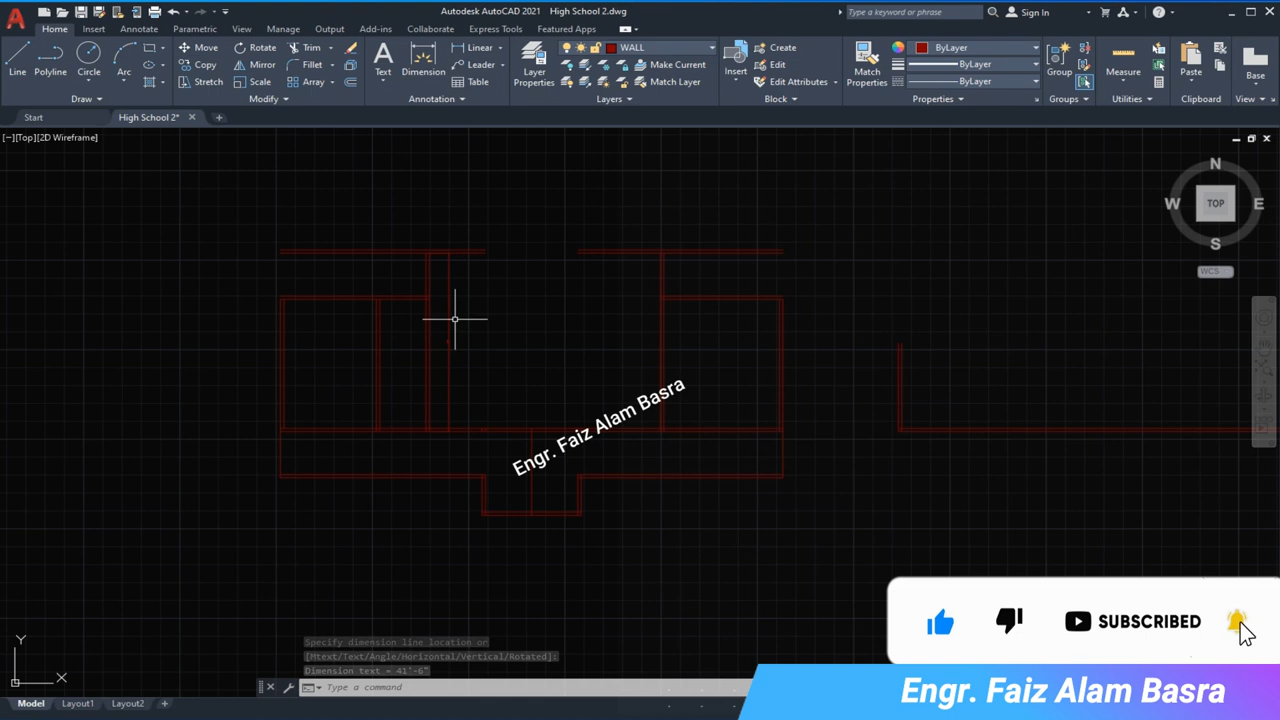 Autodesk AutoCAD 2021 High School 2.dwg
Type a keyword or phrase
Sign In
Home Insert Annotate Parametric View Manage Output Add-ins Collaborate Express Tools Featured Apps
Line
Polyline
Circle
Arc
Draw
Move
Rotate
Trim
Copy
Mirror
Fillet
Stretch
Scale
Array
Modify
Text
Dimension
Linear
Leader
Table
Annotation
Layer
Properties
WALL
Make Current
Match Layer
Layers
Insert
Create
Edit
Edit Attributes
Block
Match
Properties
ByLayer
ByLayer
ByLayer
Properties
Group
Groups
Measure
Utilities
Paste
Clipboard
Base
View
Start
High School 2*
[−][Top][2D Wireframe]
N
W
TOP
E
S
WCS
Engr. Faiz Alam Basra
SUBSCRIBED
Specify dimension line location or
[Mtext/Text/Angle/Horizontal/Vertical/Rotated]:
Dimension text = 41'-6"
Type a command
Y
X
Engr. Faiz Alam Basra
Model
Layout1
Layout2